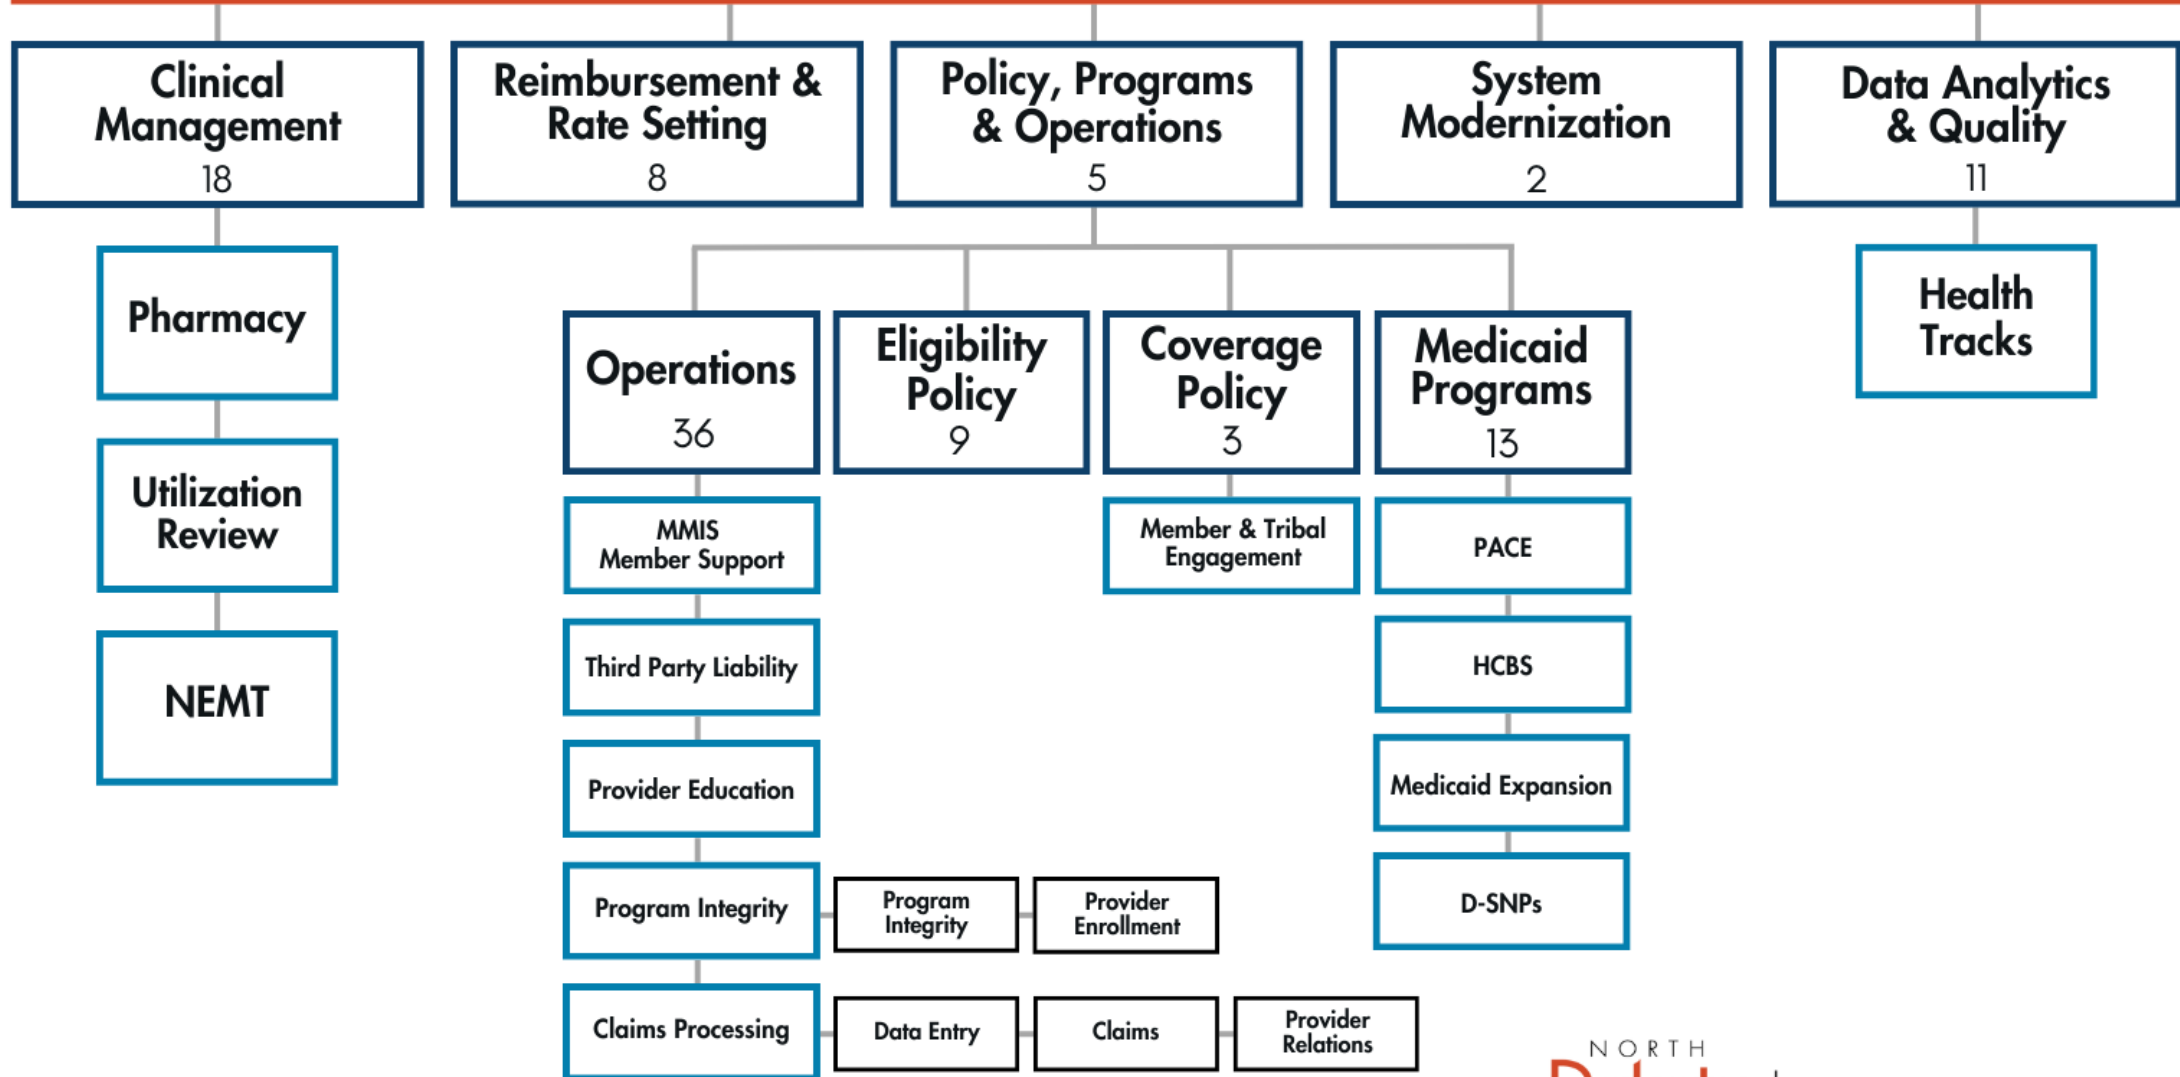 Clinical
Management
18
Reimbursement &
Rate Setting
8
Policy, Programs
& Operations
5
System
Modernization
2
Data Analytics
& Quality
11
Pharmacy
Utilization
Review
NEMT
Operations
36
Eligibility
Policy
9
Coverage
Policy
3
Medicaid
Programs
13
Health
Tracks
MMIS
Member Support
Third Party Liability
Provider Education
Program Integrity
Program
Integrity
Provider
Enrollment
Claims Processing
Data Entry
Claims
Provider
Relations
Member & Tribal
Engagement
PACE
HCBS
Medicaid Expansion
D-SNPs
NORTH